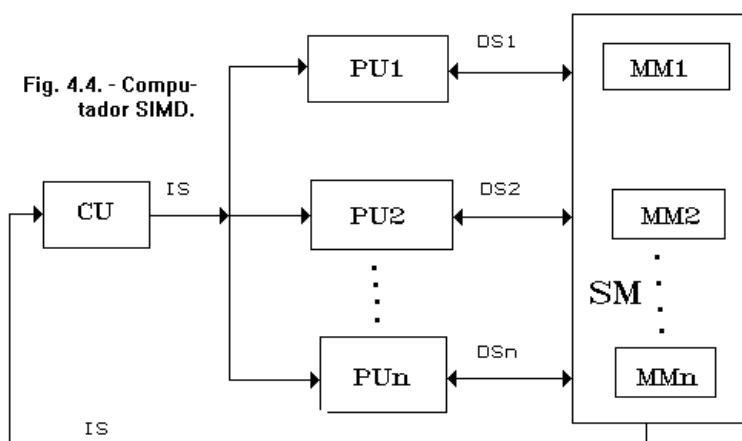 DS1
PU1
MM1
Fig. 4.4. - Compu-
tador SIMD.
IS
DS2
CU
PU2
MM2
SM
DSn
PUn
MMn
IS